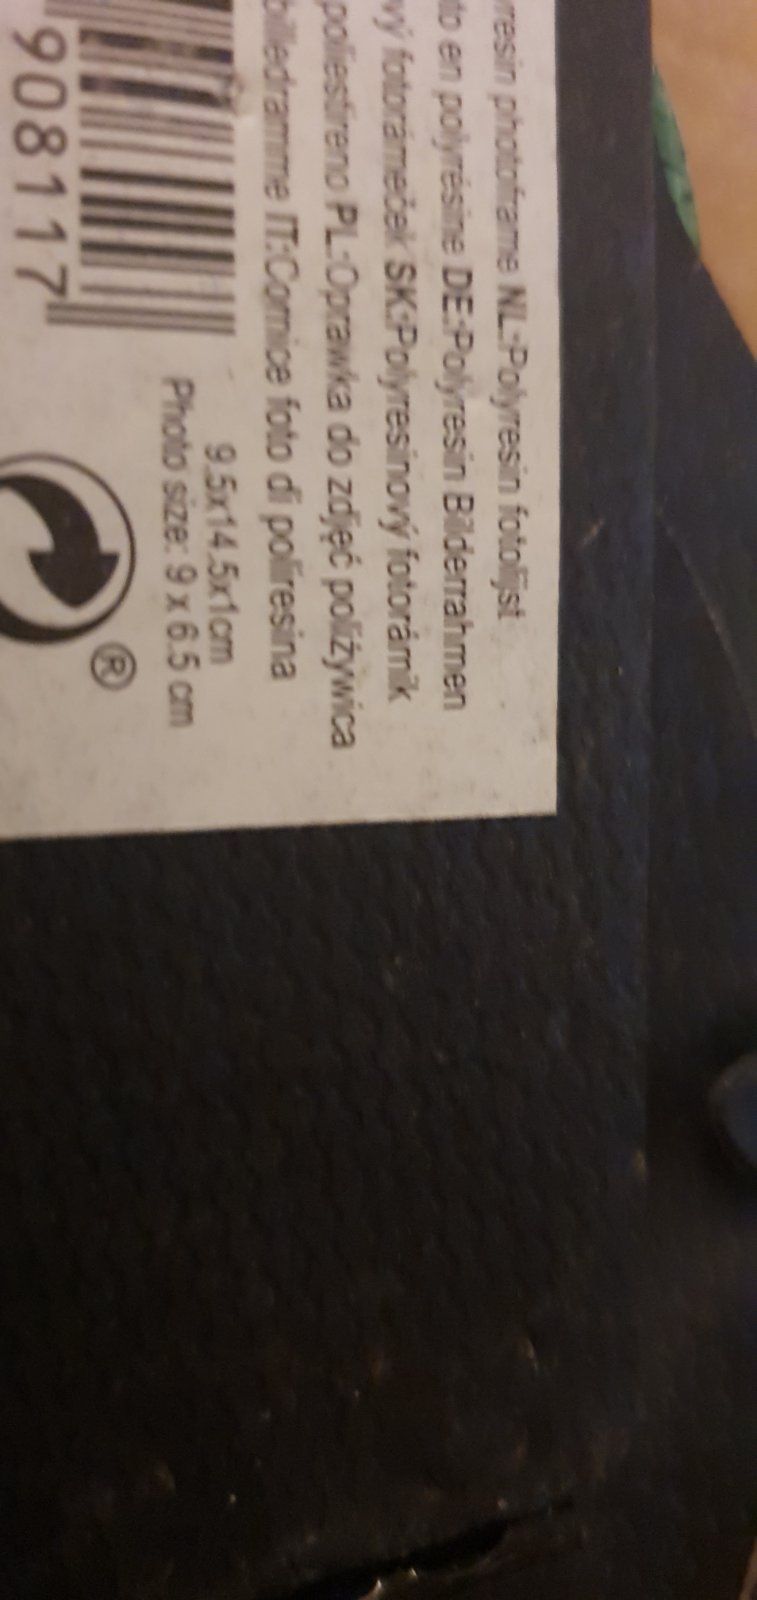 resin photoframe NL:Polyresin fotolijst
to en polyrésine DE:Polyresin Bilderrahmen
vý fotorámeček SK:Polyresinový fotorámik
poliestireno PL:Oprawka do zdjęć poliżywica
billedramme IT:Cornice foto di poliresina
9.5x14.5x1cm
Photo size: 9 x 6.5 cm
908117
®